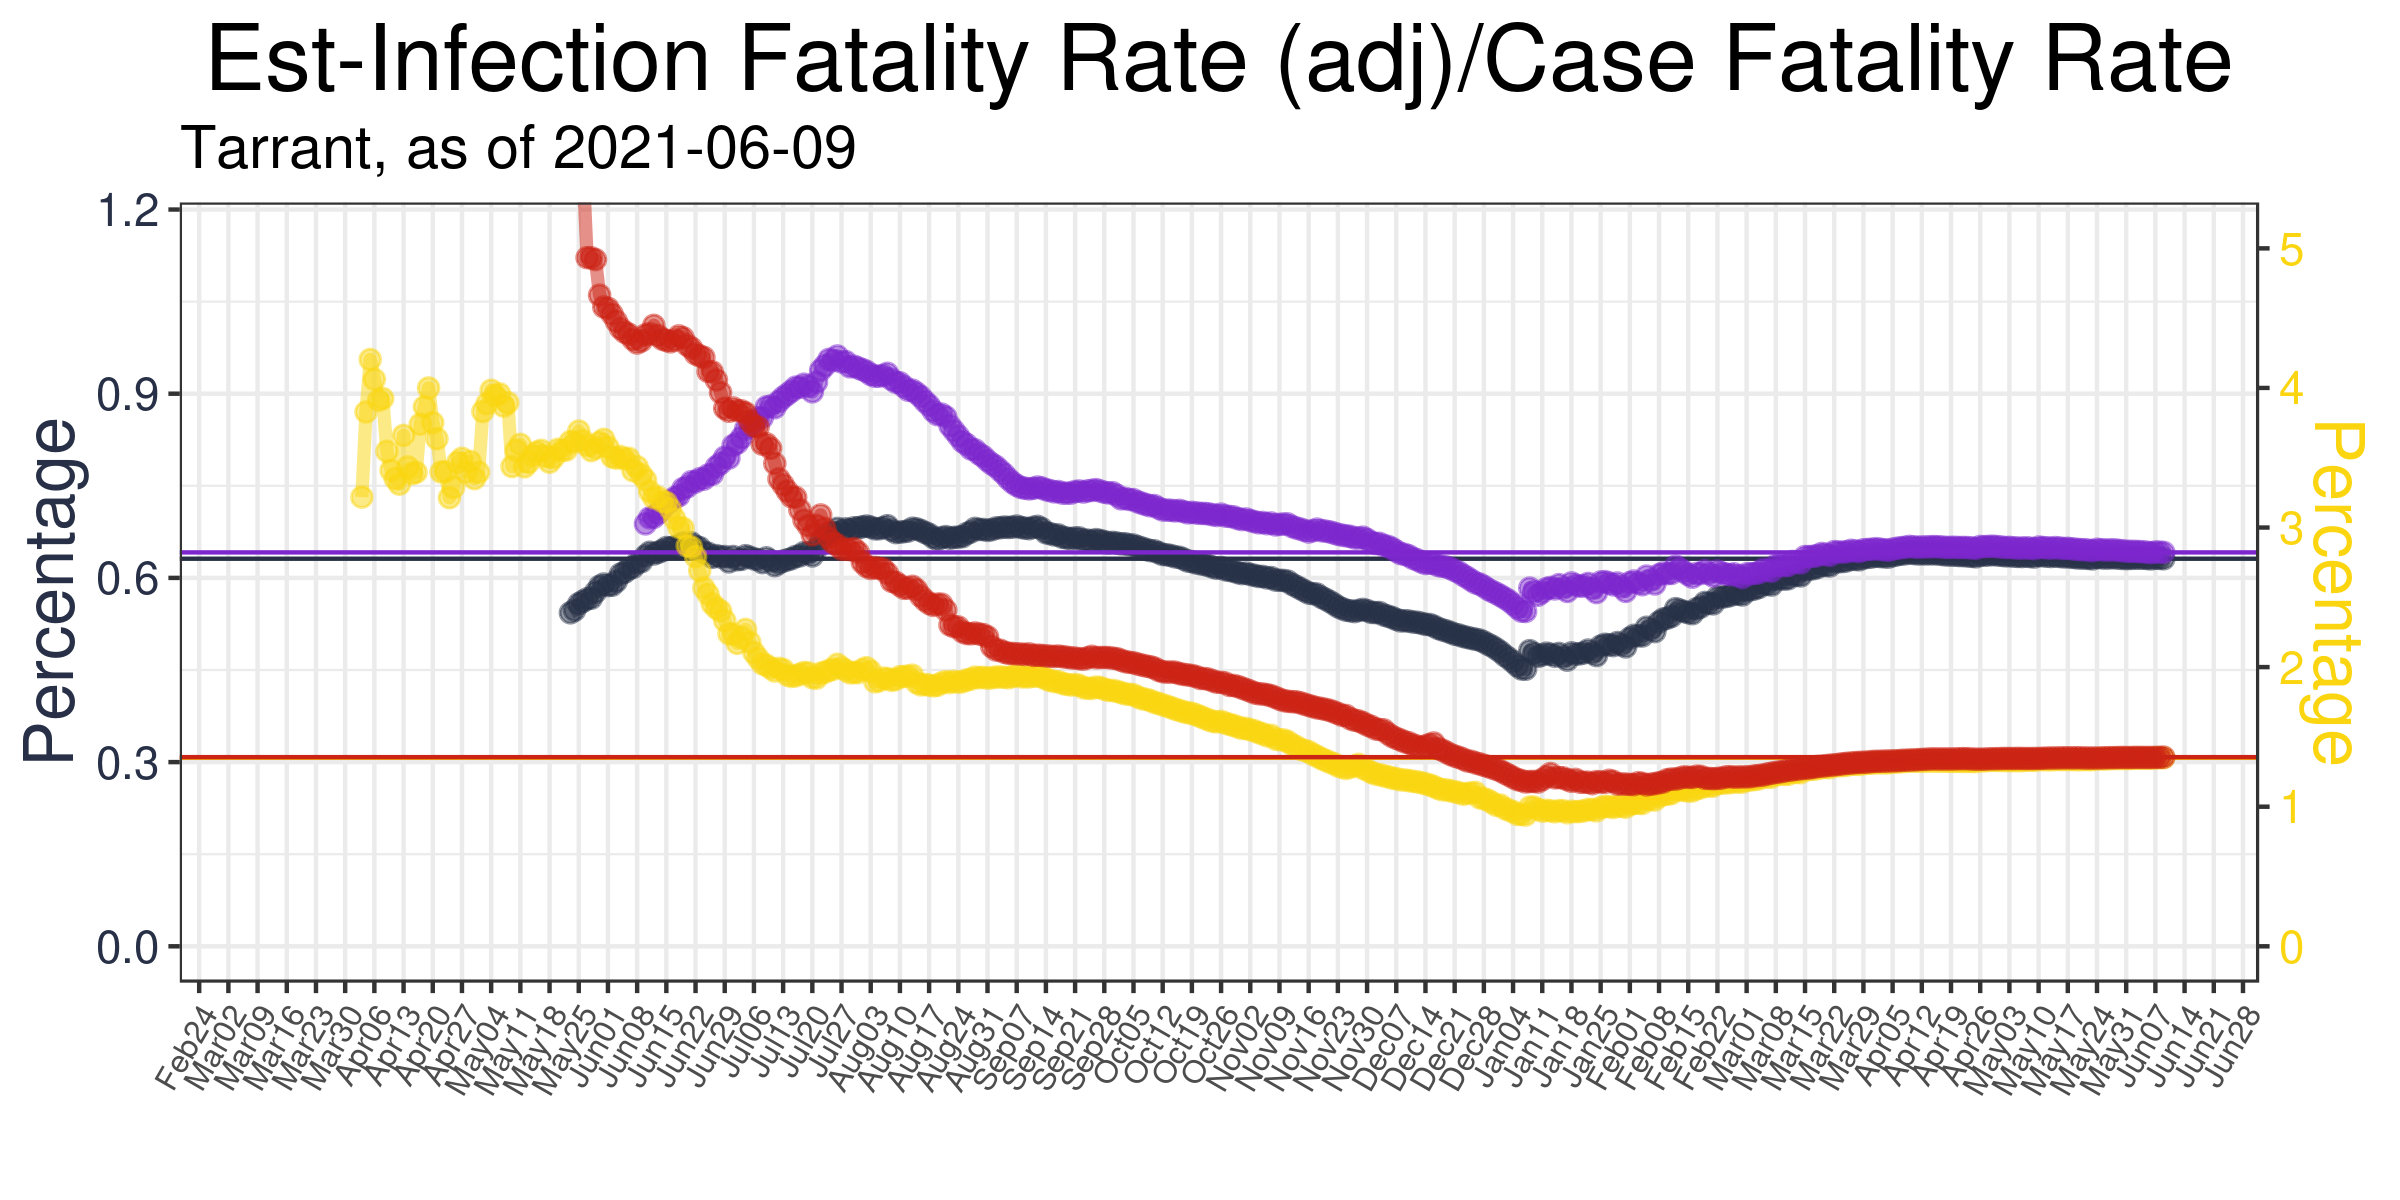 Est-Infection Fatality Rate (adj)/Case Fatality Rate
Tarrant, as of 2021-06-09
Percentage
1.2
0.9
0.6
0.3
0.0
5
4
3
2
1
0
Percentage
Feb24
Mar02
Mar09
Mar16
Mar23
Mar30
Apr06
Apr13
Apr20
Apr27
May04
May11
May18
May25
Jun01
Jun08
Jun15
Jun22
Jun29
Jul06
Jul13
Jul20
Jul27
Aug03
Aug10
Aug17
Aug24
Aug31
Sep07
Sep14
Sep21
Sep28
Oct05
Oct12
Oct19
Oct26
Nov02
Nov09
Nov16
Nov23
Nov30
Dec07
Dec14
Dec21
Dec28
Jan04
Jan11
Jan18
Jan25
Feb01
Feb08
Feb15
Feb22
Mar01
Mar08
Mar15
Mar22
Mar29
Apr05
Apr12
Apr19
Apr26
May03
May10
May17
May24
May31
Jun07
Jun14
Jun21
Jun28